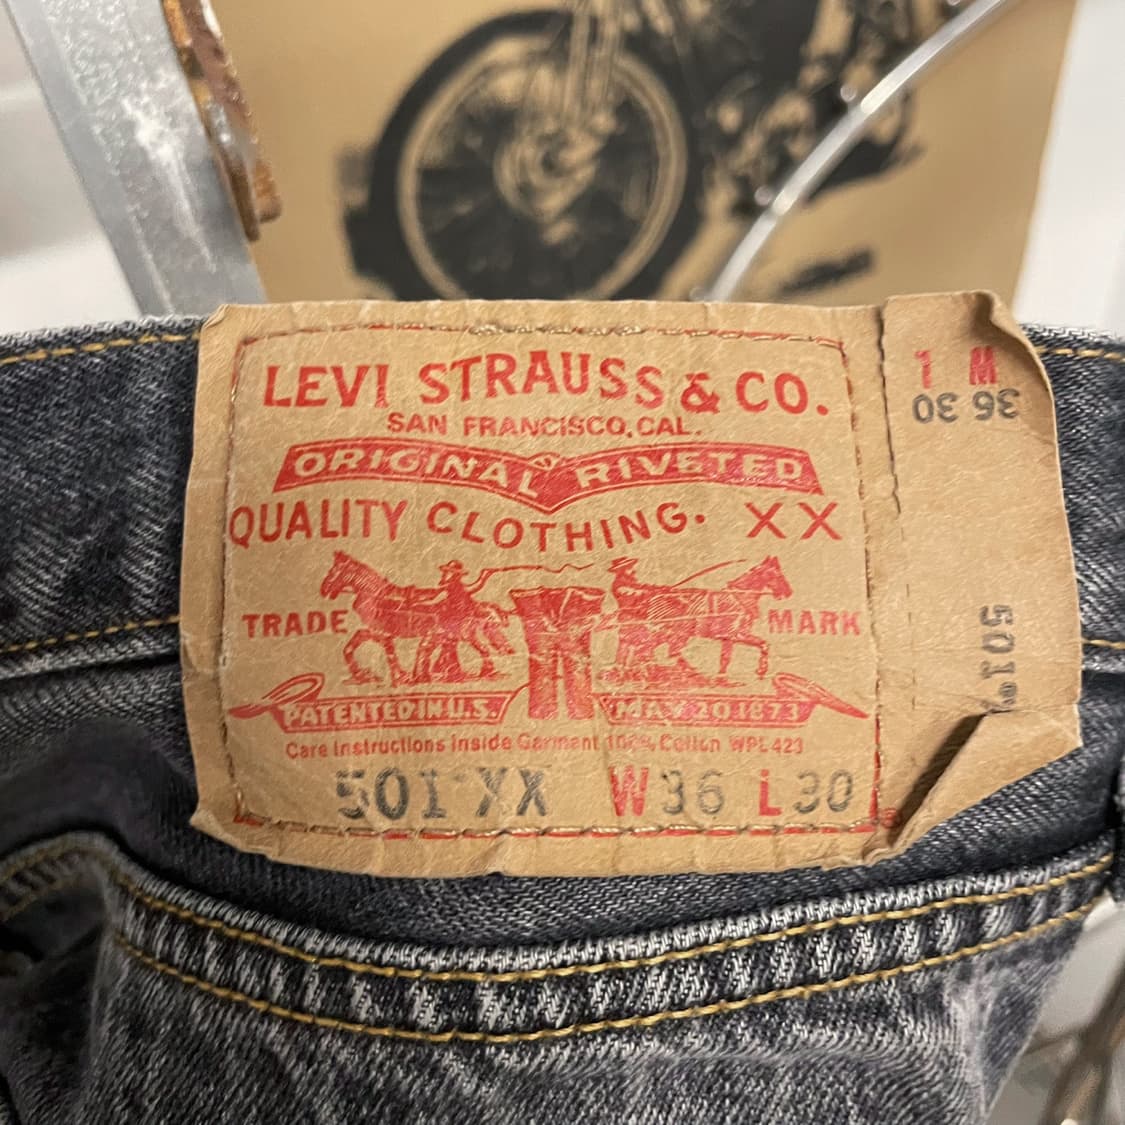 LEVI STRAUSS & CO.
SAN FRANCISCO, CAL.
ORIGINAL RIVETED
QUALITY CLOTHING. XX
TRADE MARK
PATENTED IN U.S. MAY 20 1873
Care Instructions Inside Garment 100% Cotton WPL 423
501 XX W36 L30
W L
36 30
501